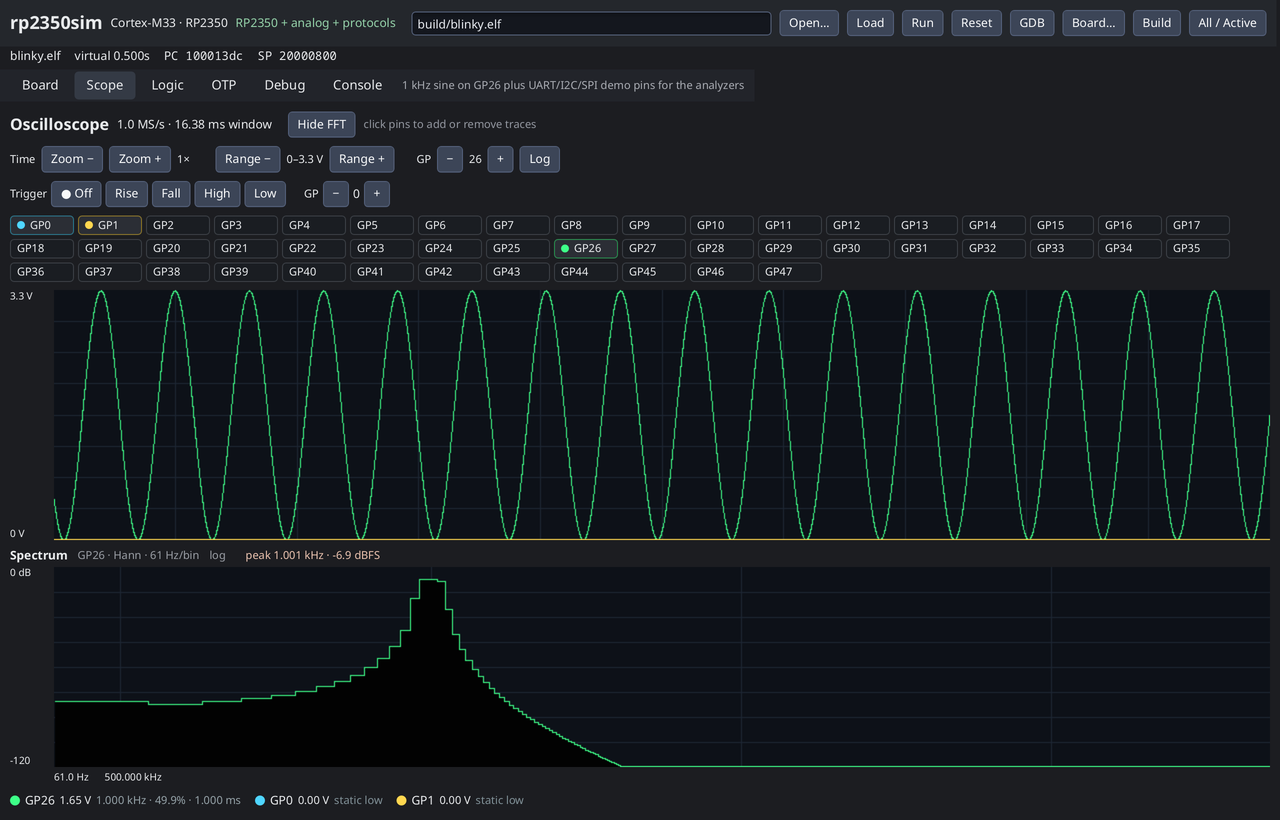 rp2350sim Cortex-M33 · RP2350 RP2350 + analog + protocols build/blinky.elf Open... Load Run Reset GDB Board... Build All / Active
blinky.elf virtual 0.500s PC 100013dc SP 20000800
Board Scope Logic OTP Debug Console 1 kHz sine on GP26 plus UART/I2C/SPI demo pins for the analyzers
Oscilloscope 1.0 MS/s · 16.38 ms window Hide FFT click pins to add or remove traces
Time Zoom − Zoom + 1× Range − 0–3.3 V Range + GP − 26 + Log
Trigger Off Rise Fall High Low GP − 0 +
GP0 GP1 GP2 GP3 GP4 GP5 GP6 GP7 GP8 GP9 GP10 GP11 GP12 GP13 GP14 GP15 GP16 GP17
GP18 GP19 GP20 GP21 GP22 GP23 GP24 GP25 GP26 GP27 GP28 GP29 GP30 GP31 GP32 GP33 GP34 GP35
GP36 GP37 GP38 GP39 GP40 GP41 GP42 GP43 GP44 GP45 GP46 GP47
3.3 V
0 V
Spectrum GP26 · Hann · 61 Hz/bin log peak 1.001 kHz · -6.9 dBFS
0 dB
-120
61.0 Hz 500.000 kHz
GP26 1.65 V 1.000 kHz · 49.9% · 1.000 ms GP0 0.00 V static low GP1 0.00 V static low